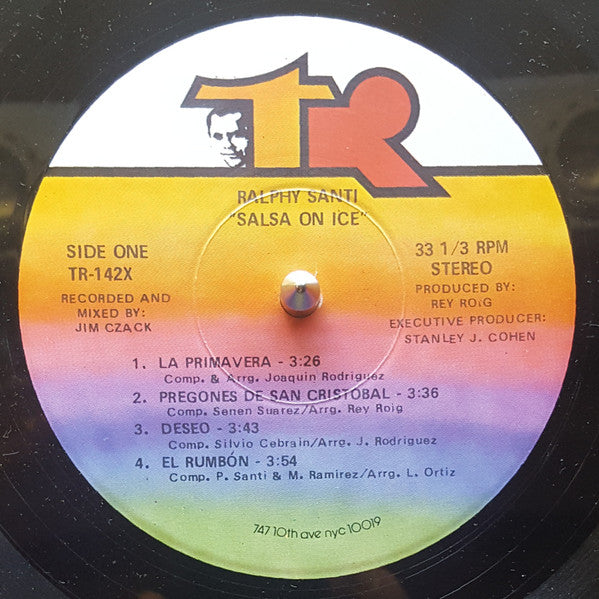 TR
RALPHY SANTI
"SALSA ON ICE"
SIDE ONE
TR-142X
RECORDED AND
MIXED BY:
JIM CZACK
33 1/3 RPM
STEREO
PRODUCED BY:
REY ROIG
EXECUTIVE PRODUCER:
STANLEY J. COHEN
1. LA PRIMAVERA - 3:26
Comp. & Arrg. Joaquin Rodriguez
2. PREGONES DE SAN CRISTOBAL - 3:36
Comp. Senen Suarez/Arrg. Rey Roig
3. DESEO - 3:43
Comp. Silvio Cebrain/Arrg. J. Rodriguez
4. EL RUMBÓN - 3:54
Comp. P. Santi & M. Ramirez/Arrg. L. Ortiz
747 10th ave nyc 10019